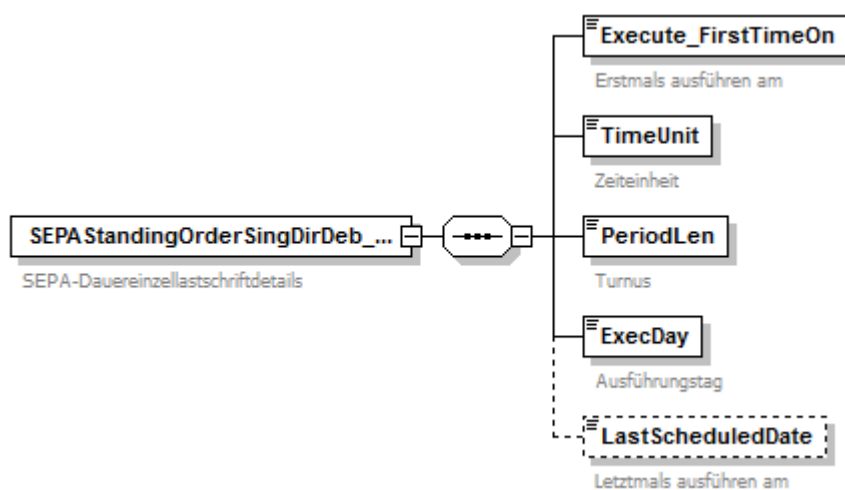 Execute_FirstTimeOn
Erstmals ausführen am
TimeUnit
Zeiteinheit
SEPAStandingOrderSingDirDeb_...
SEPA-Dauereinzellastschriftdetails
PeriodLen
Turnus
ExecDay
Ausführungstag
LastScheduledDate
Letztmals ausführen am